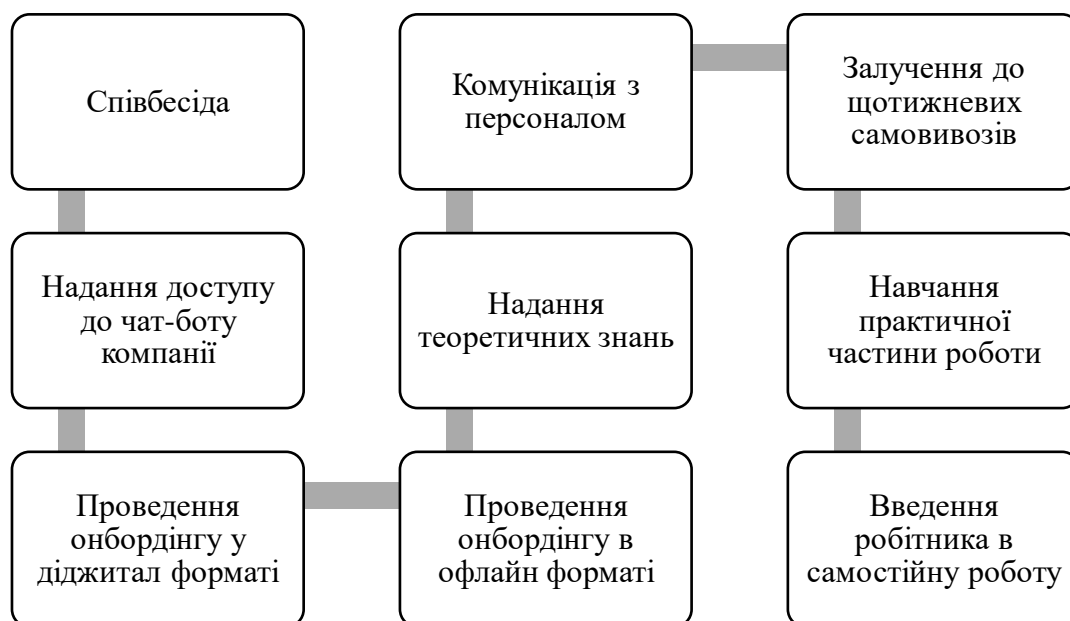 Співбесіда
Надання доступу
до чат-боту
компанії
Проведення
онбордінгу у
діджитал форматі
Проведення
онбордінгу в
офлайн форматі
Надання
теоретичних знань
Комунікація з
персоналом
Залучення до
щотижневих
самовивозів
Навчання
практичної
частини роботи
Введення
робітника в
самостійну роботу